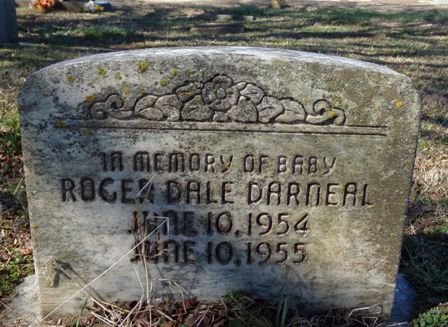 IN MEMORY OF BABY
ROGER DALE DARNEAL
JUNE 10, 1954
JUNE 10, 1955